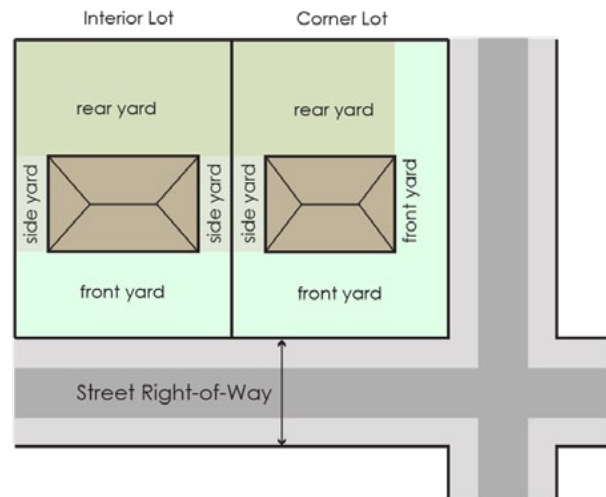 Interior Lot
Corner Lot
rear yard
rear yard
side yard
side yard
side yard
front yard
front yard
front yard
Street Right-of-Way